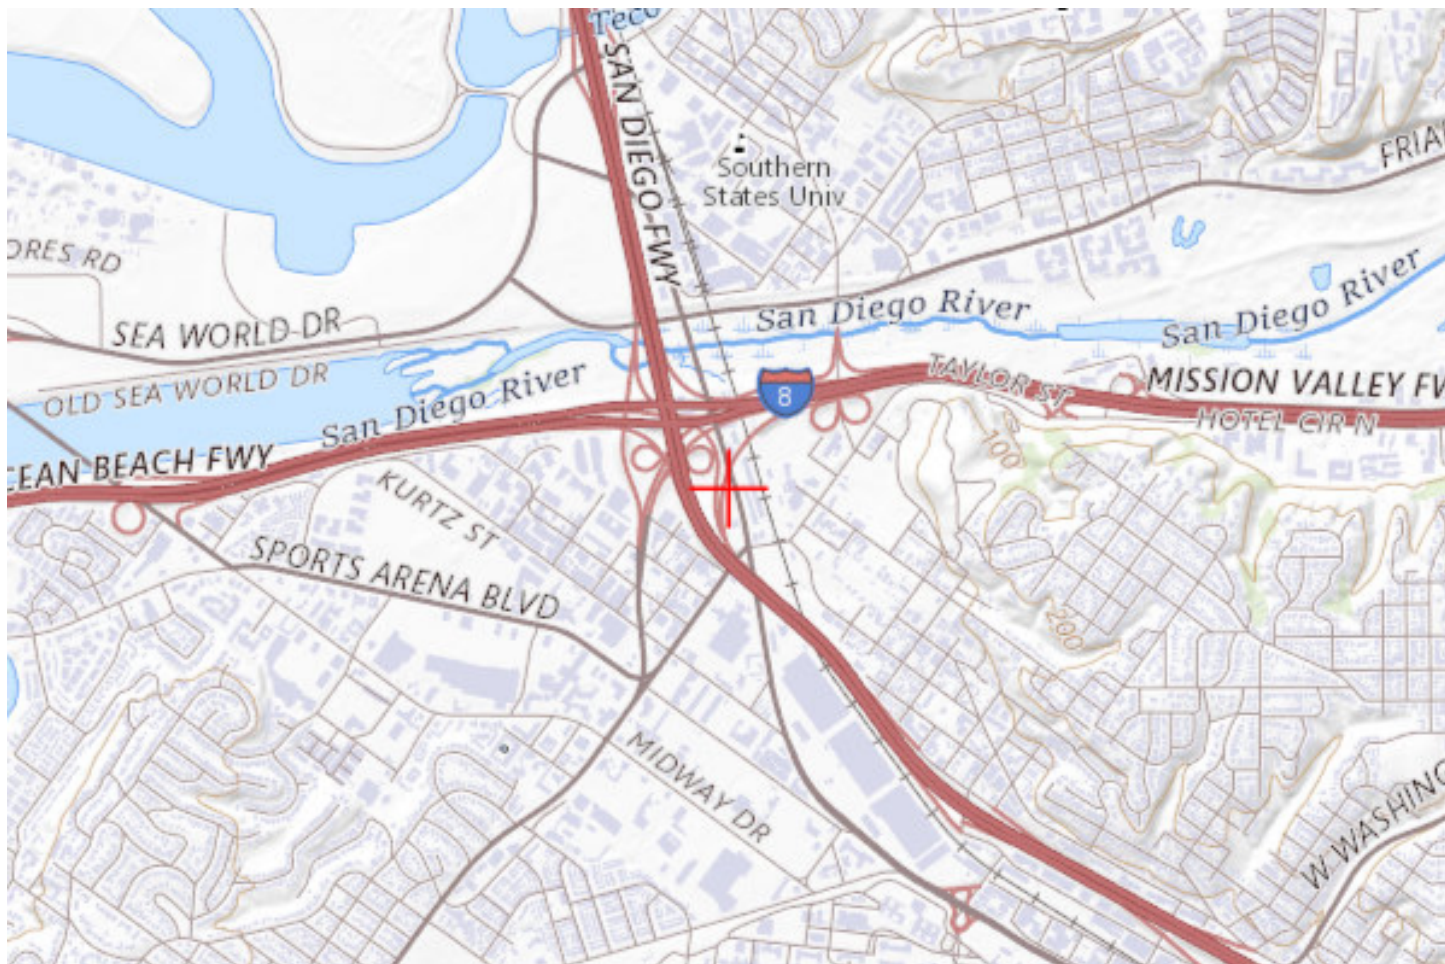 Teco
SAN DIEGO FWY
Southern
States Univ
FRIA
ORES RD
SEA WORLD DR
San Diego River
San Diego River
OLD SEA WORLD DR
San Diego River
8
TAYLOR ST
MISSION VALLEY FW
HOTEL CIR N
CEAN BEACH FWY
KURTZ ST
100
SPORTS ARENA BLVD
200
MIDWAY DR
W WASHING